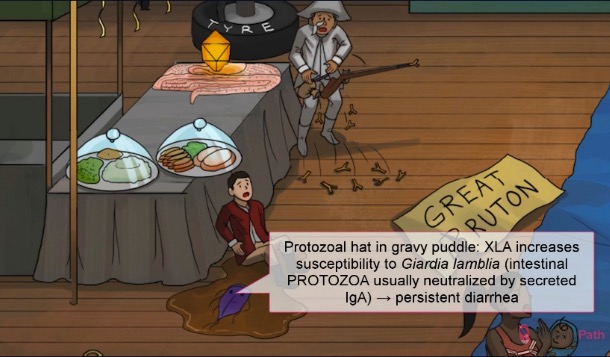 TYRE
GREAT
BRUTON
Protozoal hat in gravy puddle: XLA increases
susceptibility to Giardia lamblia (intestinal
PROTOZOA usually neutralized by secreted
IgA) → persistent diarrhea
Path